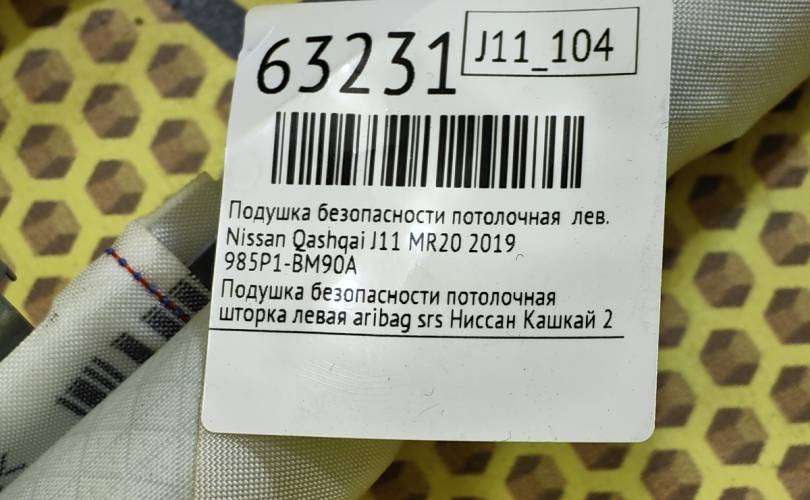 63231
J11_104
Подушка безопасности потолочная лев.
Nissan Qashqai J11 MR20 2019
985P1-BM90A
Подушка безопасности потолочная
шторка левая aribag srs Ниссан Кашкай 2